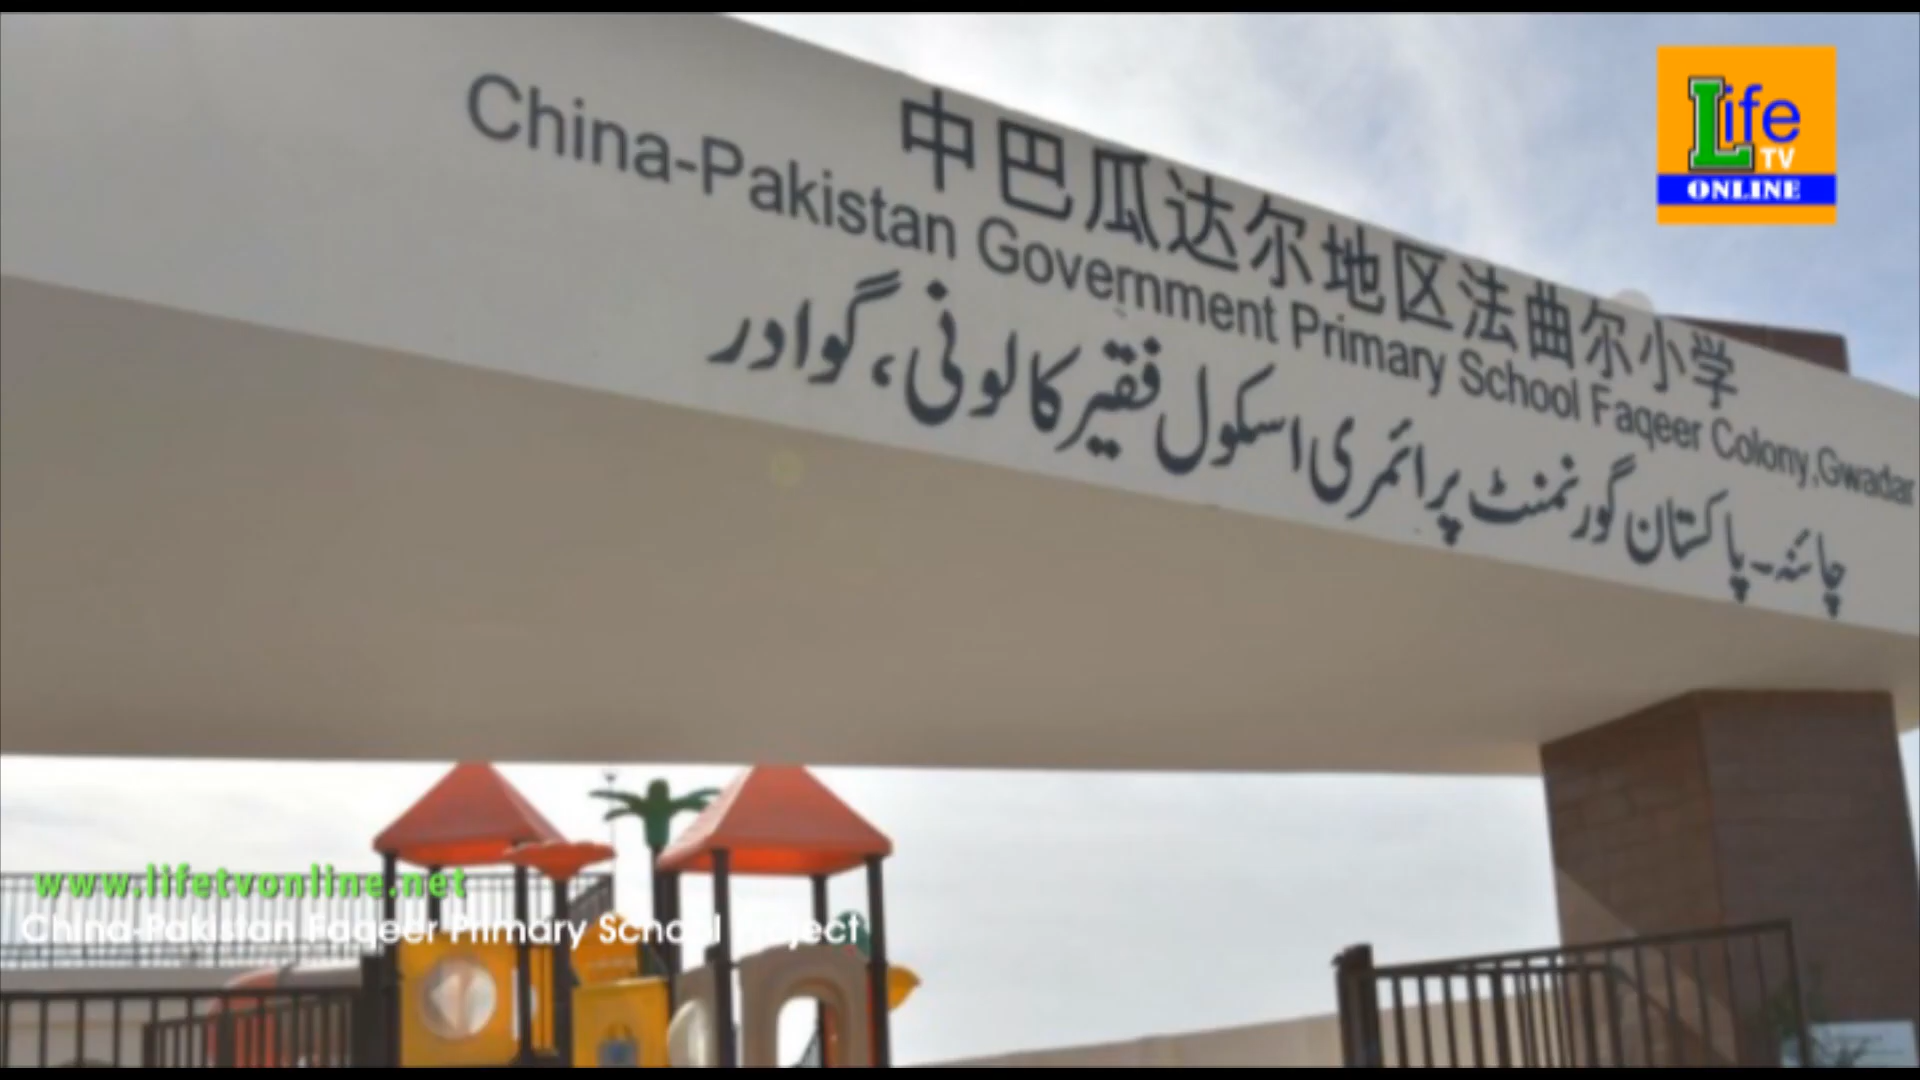 中巴瓜达尔地区法曲尔小学
China-Pakistan Government Primary School Faqeer Colony,Gwadar
چائنہ۔پاکستان گورنمنٹ پرائمری اسکول فقیر کالونی، گوادر
Life
TV
ONLINE
www.lifetvonline.net
China-Pakistan Faqeer Primary School Project